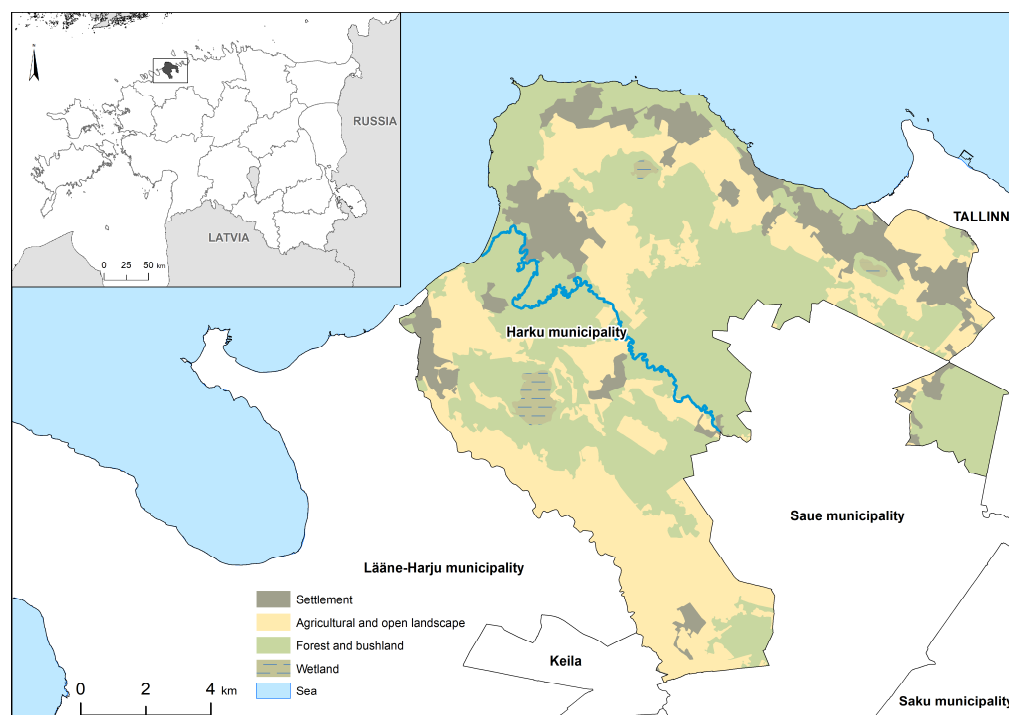 RUSSIA
LATVIA
0 25 50 km
TALLINN
Harku municipality
Saue municipality
Lääne-Harju municipality
Settlement
Agricultural and open landscape
Forest and bushland
Wetland
Sea
Keila
0 2 4 km
Saku municipality